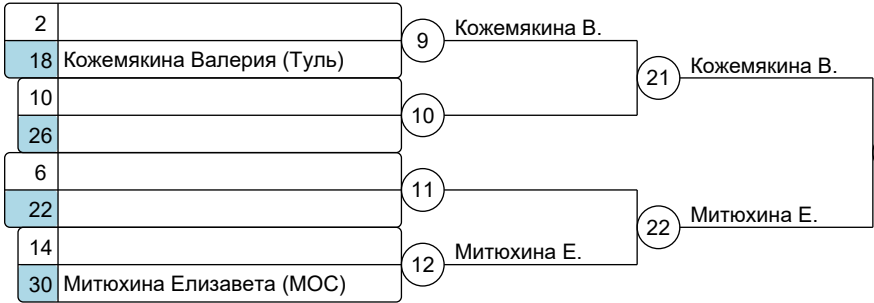 2
18 Кожемякина Валерия (Туль)
10
26
6
22
14
30 Митюхина Елизавета (МОС)
9 Кожемякина В.
10
11
12 Митюхина Е.
21 Кожемякина В.
22 Митюхина Е.